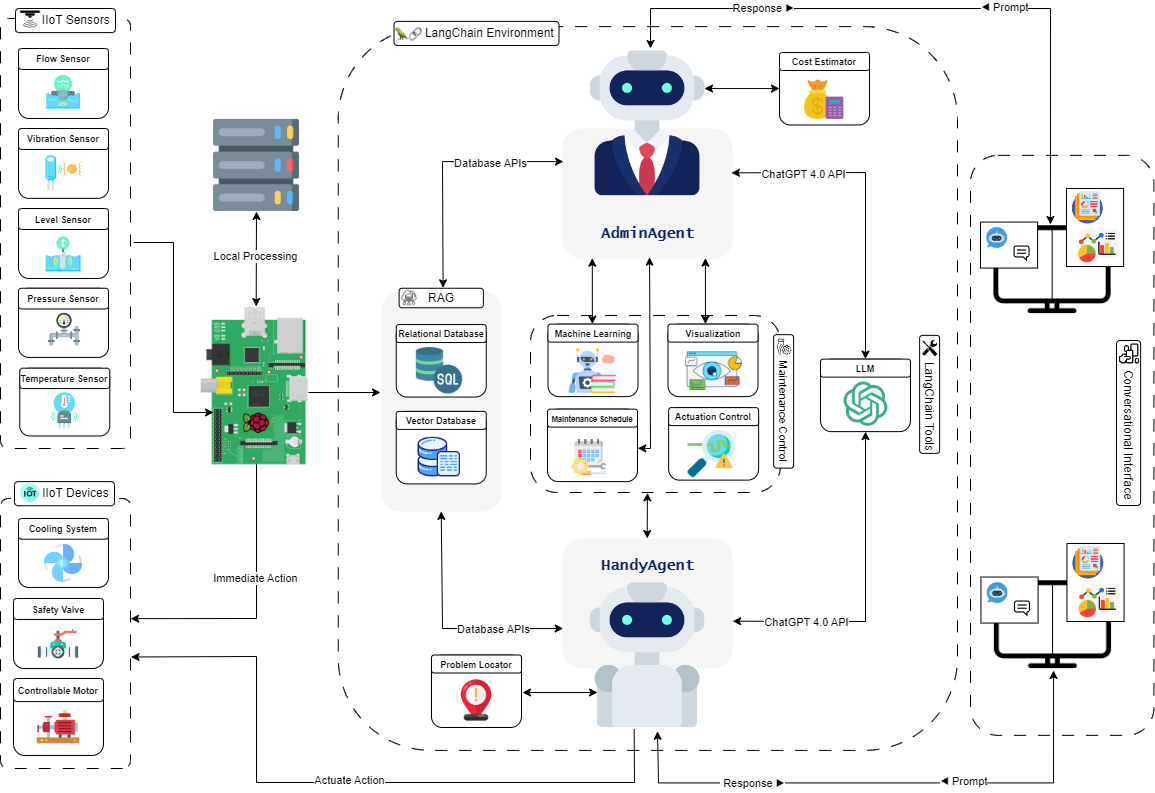 IIoT Sensors
Flow Sensor
Vibration Sensor
Level Sensor
Pressure Sensor
Temperature Sensor
IIoT Devices
IOT
Cooling System
Safety Valve
Controllable Motor
Local Processing
Immediate Action
Actuate Action
LangChain Environment
Response ▶
◀ Prompt
Cost Estimator
Database APIs
ChatGPT 4.0 API
AdminAgent
RAG
Relational Database
SQL
Vector Database
Machine Learning
Visualization
Maintenance Schedule
Actuation Control
Maintenance Control
LLM
LangChain Tools
HandyAgent
Database APIs
ChatGPT 4.0 API
Problem Locator
Response ▶
◀ Prompt
Conversational Interface